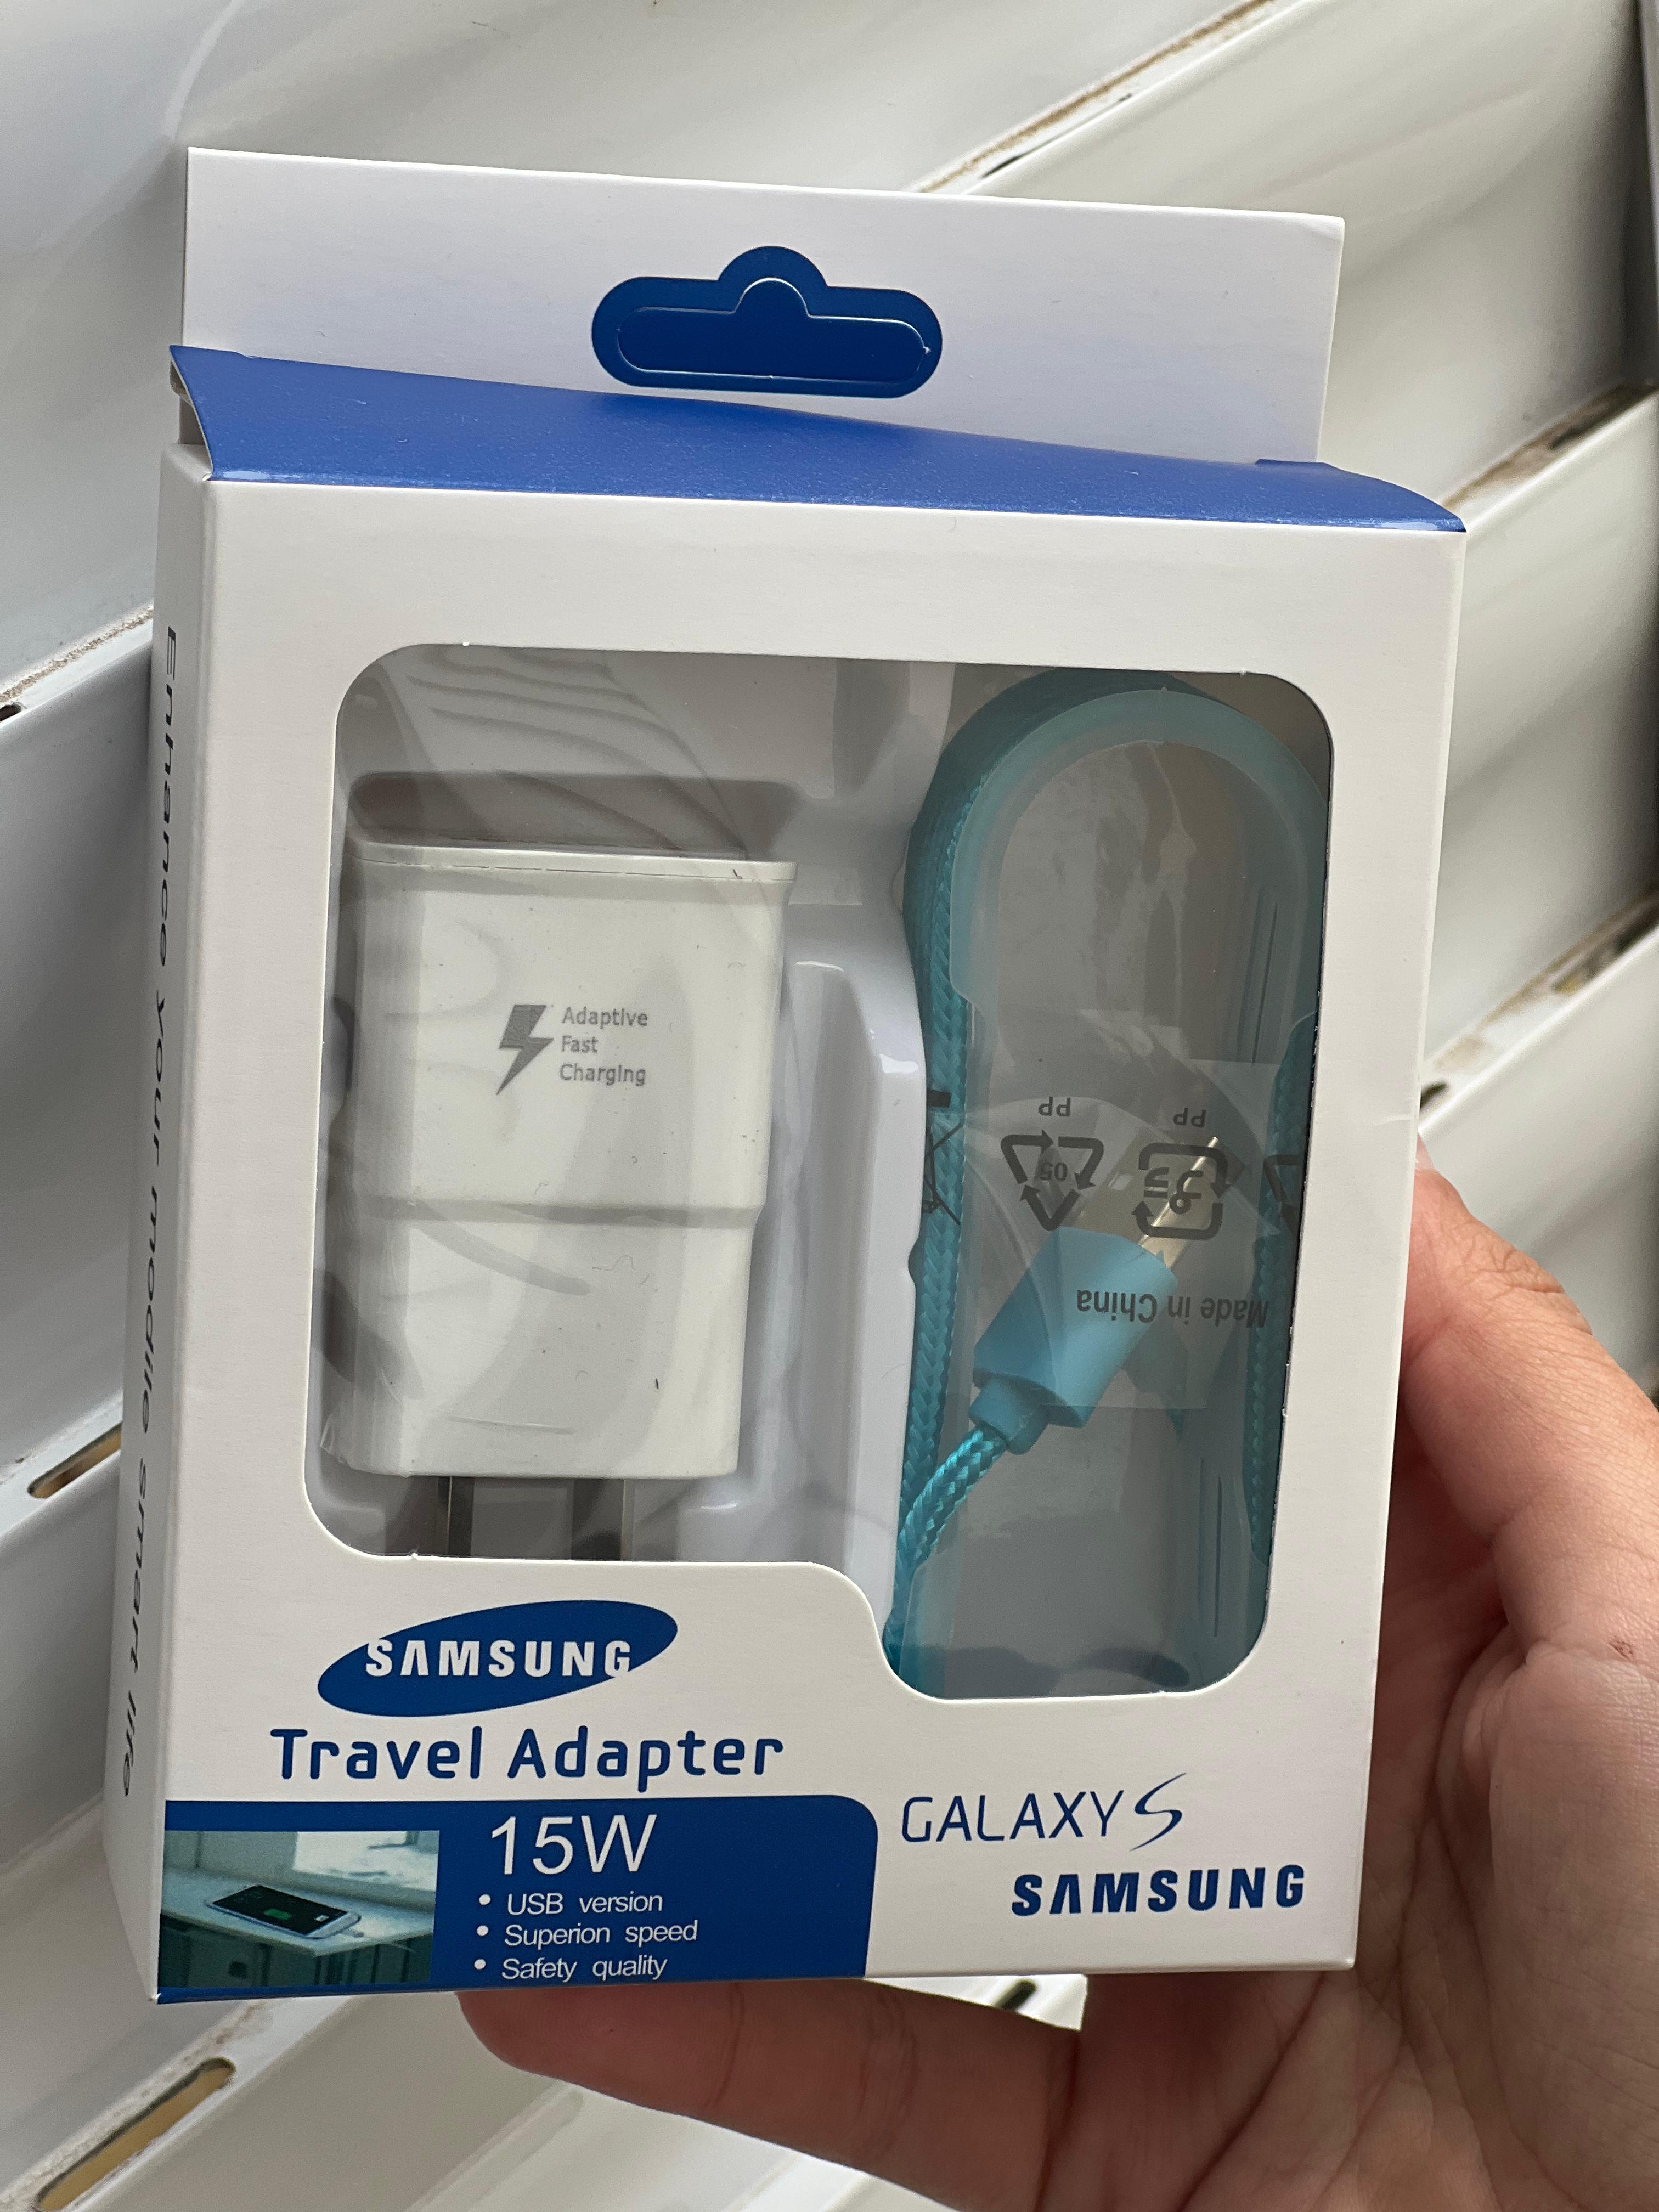 Enhance your mobile smart life
Adaptive
Fast
Charging
PP
05
PP
Made in China
SAMSUNG
Travel Adapter
15W
• USB version
• Superion speed
• Safety quality
GALAXY S
SAMSUNG